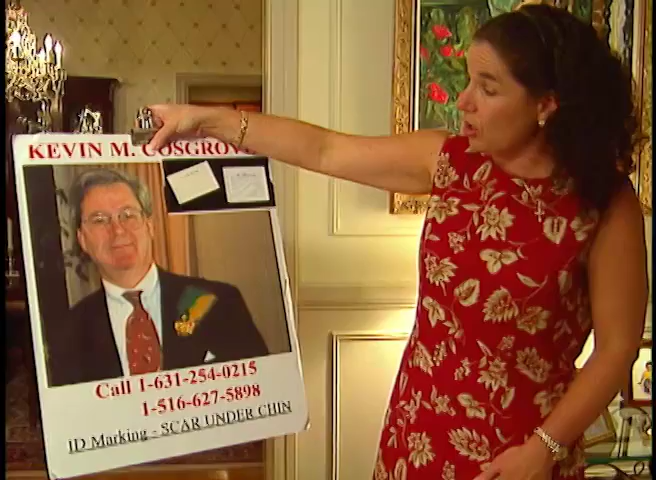 KEVIN M. COSGROVE
Call 1-631-254-0215
1-516-627-5898
ID Marking - SCAR UNDER CHIN